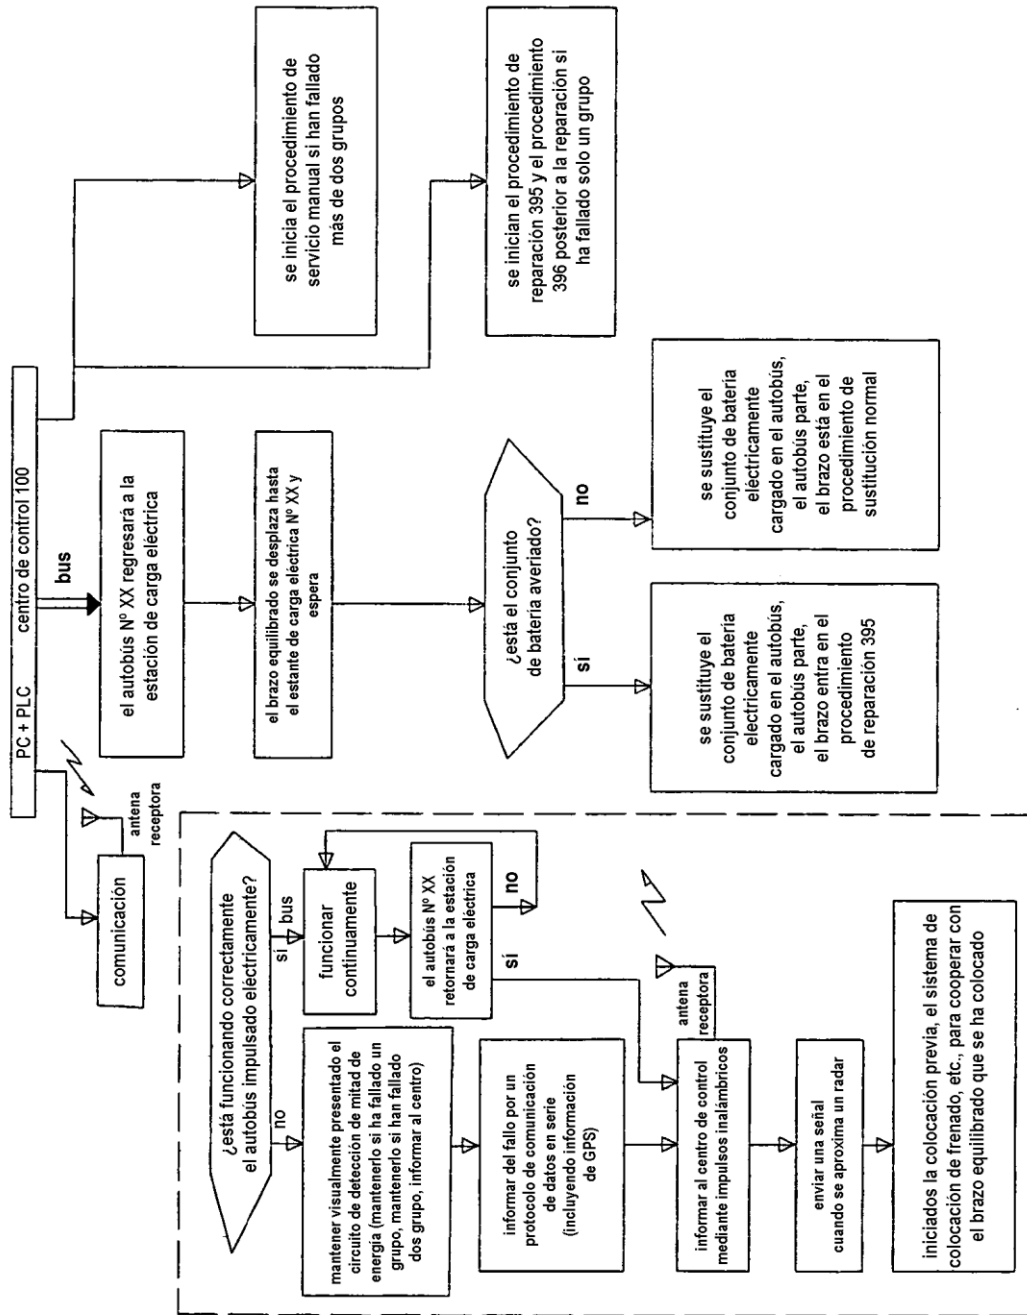 PC + PLC centro de control 100
bus
comunicación
antena
receptora
el autobús Nº XX regresará a la
estación de carga eléctrica
el brazo equilibrado se desplaza hasta
el estante de carga eléctrica Nº XX y
espera
¿está el conjunto
de batería averiado?
sí
no
se sustituye el
conjunto de batería
eléctricamente
cargado en el autobús,
el autobús parte,
el brazo entra en el
procedimiento
de reparación 395
se sustituye el
conjunto de batería
eléctricamente
cargado en el autobús,
el autobús parte,
el brazo está en el
procedimiento de
sustitución normal
se inicia el procedimiento de
servicio manual si han fallado
más de dos grupos
se inician el procedimiento de
reparación 395 y el procedimiento
396 posterior a la reparación si
ha fallado solo un grupo
¿está funcionando correctamente
el autobús impulsado eléctricamente?
no
sí bus
mantener visualmente presentado el
circuito de detección de mitad de
energía (mantenerlo si ha fallado un
grupo, mantenerlo si han fallado
dos grupo, informar al centro)
funcionar
continuamente
el autobús Nº XX
retornará a la estación
de carga eléctrica
sí
no
informar del fallo por un
protocolo de comunicación
de datos en serie
(incluyendo información
de GPS)
informar al centro de control
mediante impulsos inalámbricos
antena
receptora
enviar una señal
cuando se aproxima un radar
iniciados la colocación previa, el sistema de
colocación de frenado, etc., para cooperar con
el brazo equilibrado que se ha colocado